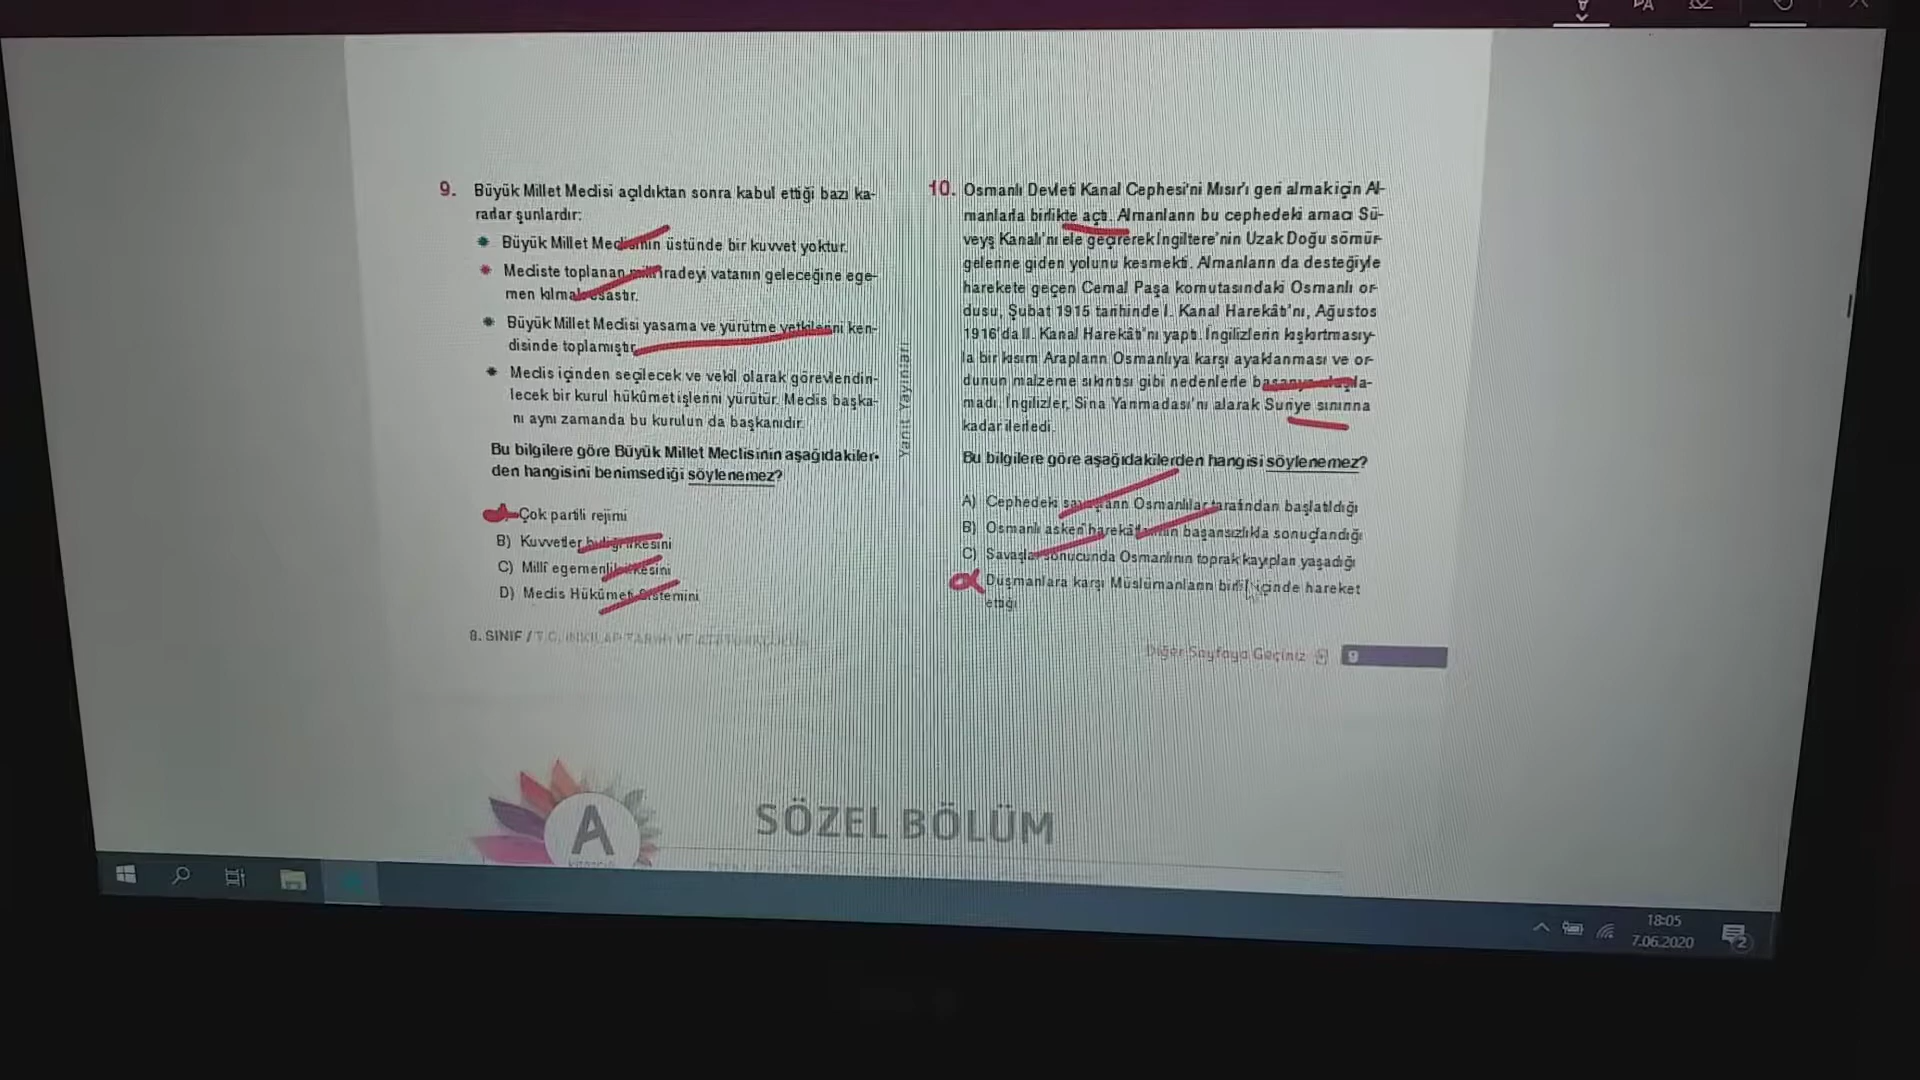 9. Büyük Millet Meclisi açıldıktan sonra kabul ettiği bazı ka-
rarlar şunlardır:
Büyük Millet Meclisinin üstünde bir kuvvet yoktur.
Mecliste toplanan millî iradeyi vatanın geleceğine ege-
men kılmak esastır.
Büyük Millet Meclisi yasama ve yürütme yetkilerini ken-
disinde toplamıştır.
Meclis içinden seçilecek ve vekil olarak görevlendiri-
lecek bir kurul hükûmet işlerini yürütür. Meclis başka-
nı aynı zamanda bu kurulun da başkanıdır.
Bu bilgilere göre Büyük Millet Meclisinin aşağıdakiler-
den hangisini benimsediği söylenemez?
Çok partili rejimi
B) Kuvvetler birliği ilkesini
C) Millî egemenlik ilkesini
D) Meclis Hükûmeti Sistemini
8. SINIF / T.C. İNKILAP TARİHİ VE ATATÜRKÇÜLÜK
Yanıt Yayınları
10. Osmanlı Devleti Kanal Cephesi'ni Mısır'ı geri almak için Al-
manlarla birlikte açtı. Almanların bu cephedeki amacı Sü-
veyş Kanalı'nı ele geçirerek İngiltere'nin Uzak Doğu sömür-
gelerine giden yolunu kesmekti. Almanların da desteğiyle
harekete geçen Cemal Paşa komutasındaki Osmanlı or-
dusu, Şubat 1915 tarihinde I. Kanal Harekâtı'nı, Ağustos
1916'da II. Kanal Harekâtı'nı yaptı. İngilizlerin kışkırtmasıy-
la bir kısım Arapların Osmanlıya karşı ayaklanması ve or-
dunun malzeme sıkıntısı gibi nedenlerle başarıya ulaşıla-
madı. İngilizler, Sina Yarımadası'nı alarak Suriye sınırına
kadar ilerledi.
Bu bilgilere göre aşağıdakilerden hangisi söylenemez?
A) Cephedeki savaşların Osmanlılar tarafından başlatıldığı
B) Osmanlı askerî harekâtlarının başarısızlıkla sonuçlandığı
C) Savaşlar sonucunda Osmanlının toprak kayıpları yaşadığı
Düşmanlara karşı Müslümanların birlik içinde hareket
ettiği
Diğer Sayfaya Geçiniz
9
A
SÖZEL BÖLÜM
18:05
7.06.2020
2